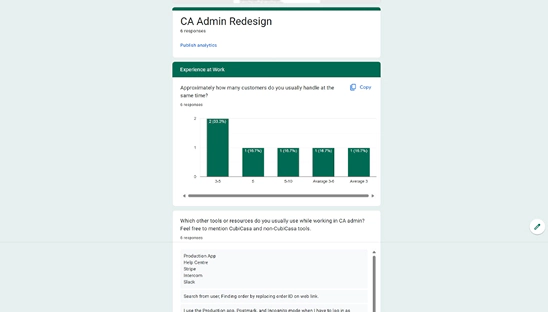 CA Admin Redesign
6 responses
Publish analytics
Experience at Work
Approximately how many customers do you usually handle at the
same time?
Copy
6 responses
2
1
0
2 (33.3%)
1 (16.7%)
1 (16.7%)
1 (16.7%)
1 (16.7%)
3-5
5
5-10
Average 3-5
Average 5
Which other tools or resources do you usually use while working in CA admin?
Feel free to mention CubiCasa and non-CubiCasa tools.
6 responses
Production App
Help Centre
Stripe
Intercom
Slack
Search from user, Finding order by replacing order ID on web link.
I use the Production app, Postmark, and Incognito mode when I have to log in as